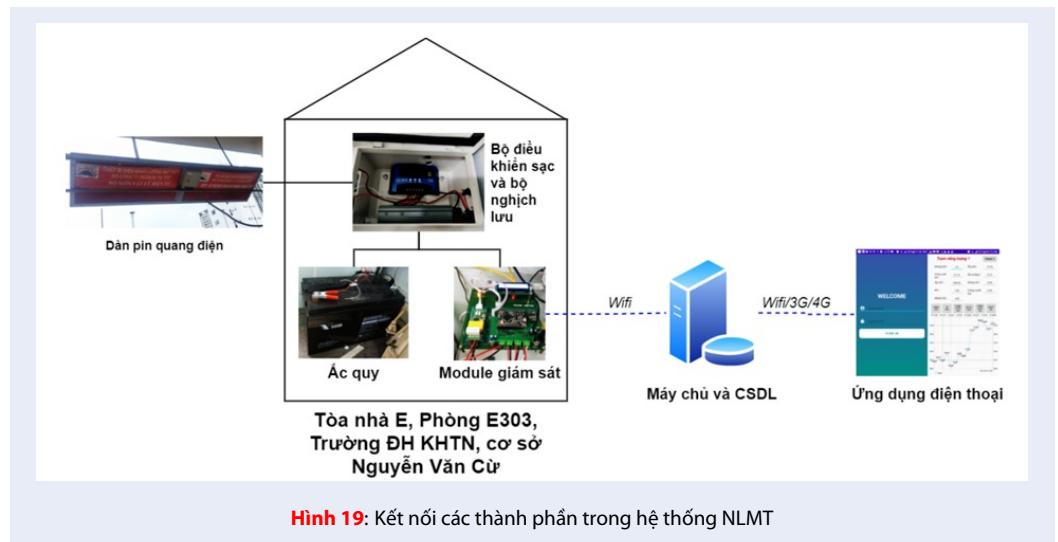 Bộ điều
khiển sạc
và bộ
nghịch
lưu
Dàn pin quang điện
Ắc quy
Module giám sát
Wifi
Wifi/3G/4G
WELCOME
Máy chủ và CSDL
Ứng dụng điện thoại
Tòa nhà E, Phòng E303,
Trường ĐH KHTN, cơ sở
Nguyễn Văn Cừ
Hình 19: Kết nối các thành phần trong hệ thống NLMT